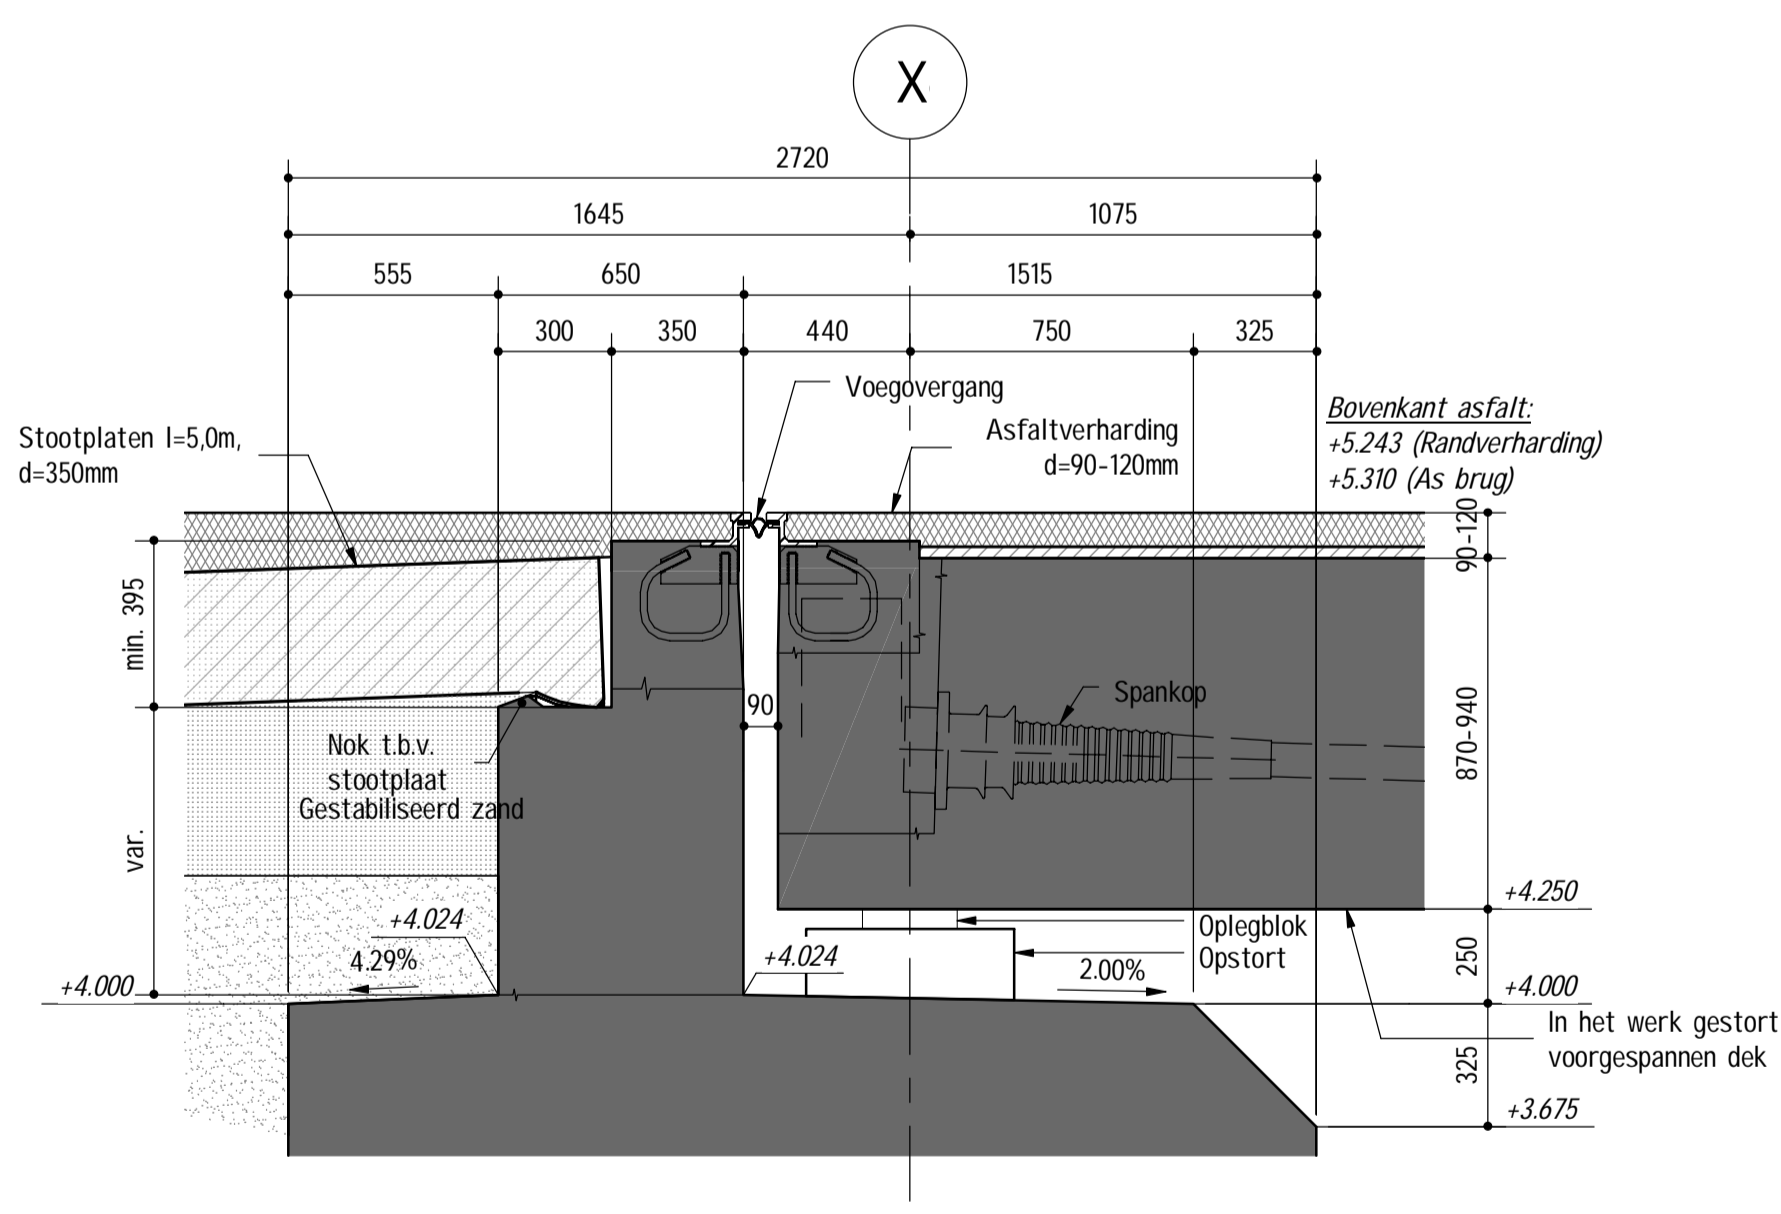 X
2720
1645 1075
555 650 1515
300 350 440 750 325
Voegovergang
Bovenkant asfalt:
+5.243 (Randverharding)
+5.310 (As brug)
Asfaltverharding
d=90-120mm
Stootplaten l=5,0m,
d=350mm
90-120
min. 395
Spankop
90
870-940
Nok t.b.v.
stootplaat
Gestabiliseerd zand
var.
+4.250
+4.024
Oplegblok
Opstort
4.29%
+4.024
2.00%
250
+4.000
+4.000
In het werk gestort
voorgespannen dek
325
+3.675